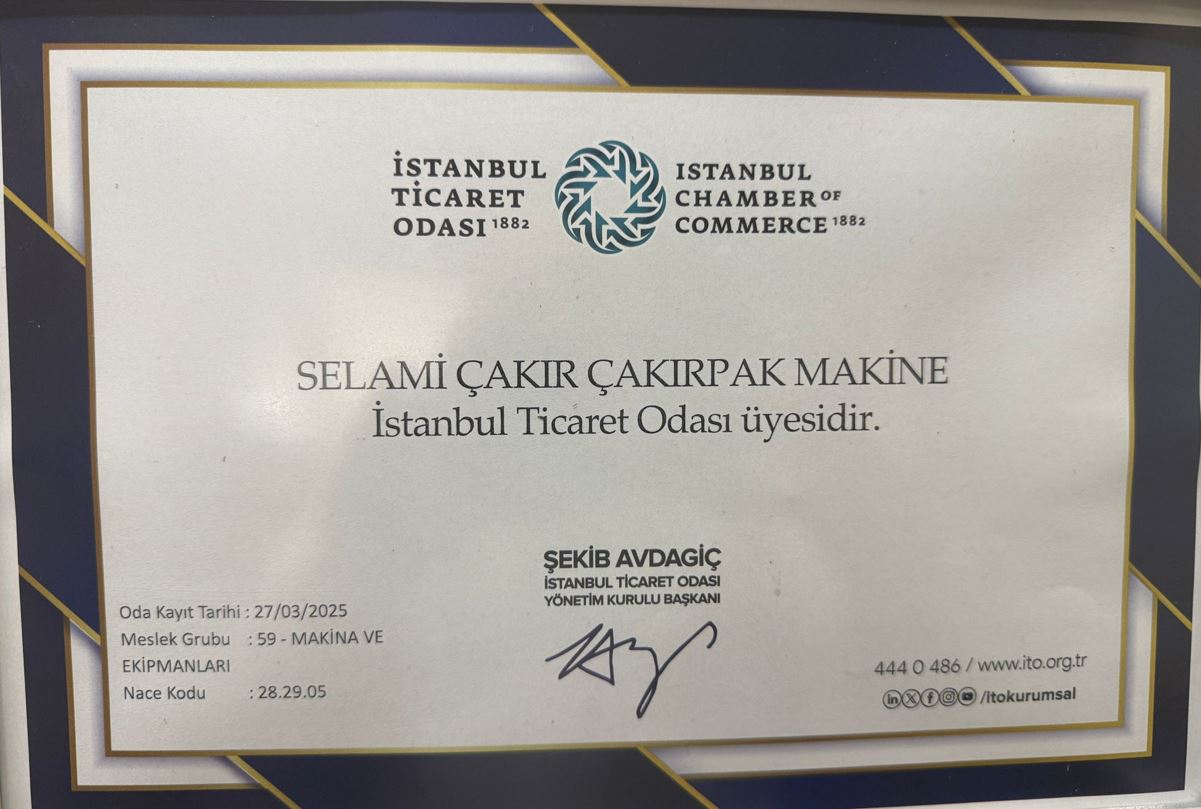 İSTANBUL
TİCARET
ODASI 1882
ISTANBUL
CHAMBER OF
COMMERCE 1882
SELAMİ ÇAKIR ÇAKIRPAK MAKİNE
İstanbul Ticaret Odası üyesidir.
ŞEKİB AVDAGİÇ
İSTANBUL TİCARET ODASI
YÖNETİM KURULU BAŞKANI
Oda Kayıt Tarihi : 27/03/2025
Meslek Grubu : 59 - MAKİNA VE
EKİPMANLARI
Nace Kodu : 28.29.05
444 0 486 / www.ito.org.tr
/itokurumsal